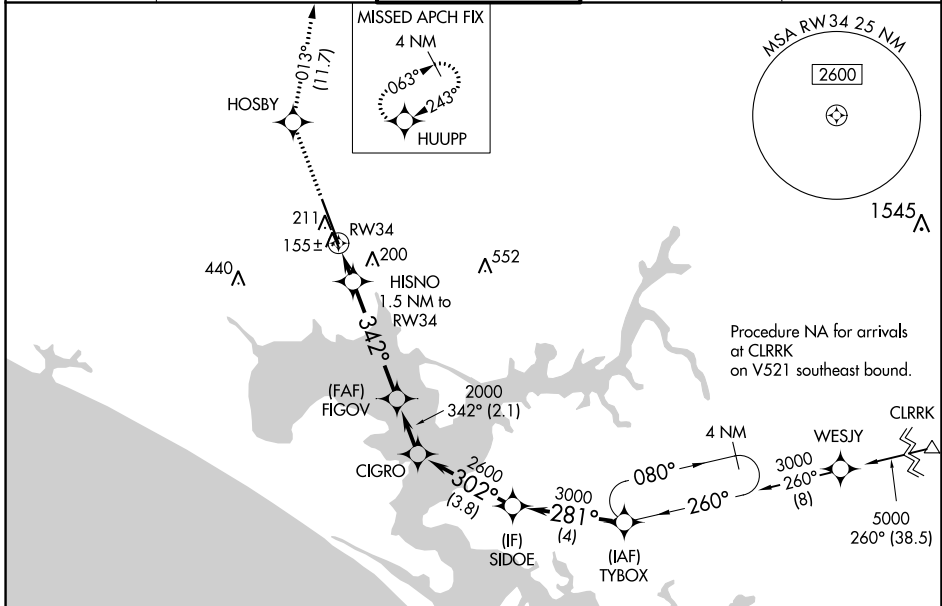 MISSED APCH FIX
4 NM
063°
243°
HUUPP
013°
(11.7)
HOSBY
MSA RW34 25 NM
2600
1545
211
RW34
155±
200
552
440
HISNO
1.5 NM to
RW34
342°
Procedure NA for arrivals
at CLRRK
on V521 southeast bound.
(FAF)
FIGOV
2000
342° (2.1)
CIGRO
2600
302°
(3.8)
(IF)
SIDOE
3000
281°
(4)
(IAF)
TYBOX
4 NM
080°
260°
WESJY
3000
260°
(8)
CLRRK
5000
260° (38.5)